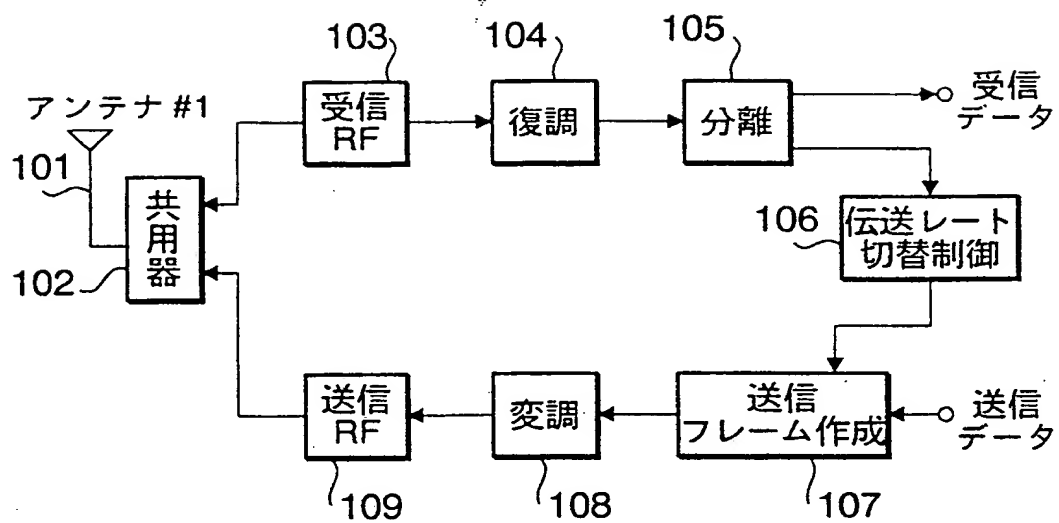 103
104
105
アンテナ #1
受信
RF
復調
分離
受信
データ
101
共
用
器
102
106
伝送レート
切替制御
送信
RF
変調
送信
フレーム作成
送信
データ
109
108
107